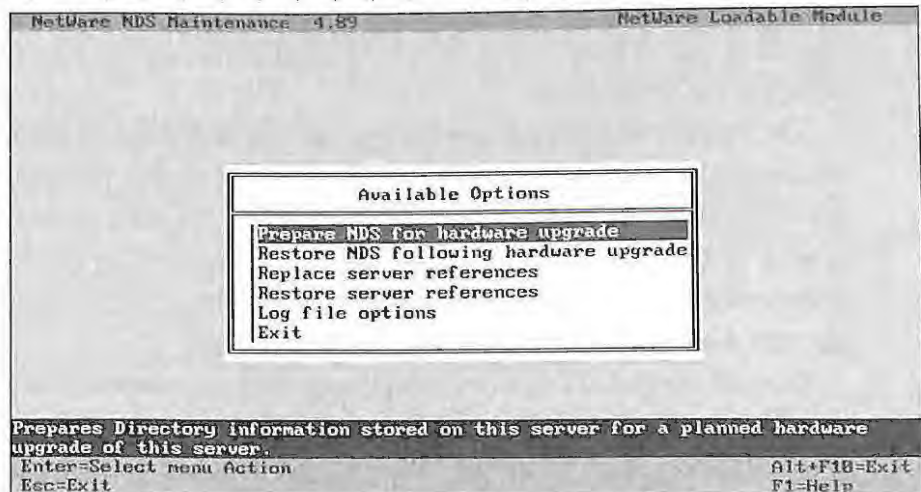 NetWare NDS Maintenance 4.89 NetWare Loadable Module
Available Options
Prepare NDS for hardware upgrade
Restore NDS following hardware upgrade
Replace server references
Restore server references
Log file options
Exit
Prepares Directory information stored on this server for a planned hardware
upgrade of this server.
Enter=Select menu Action Alt+F10=Exit
Esc=Exit F1=Help